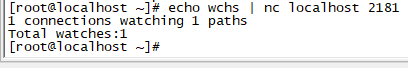 [root@localhost ~]# echo wchs | nc localhost 2181
1 connections watching 1 paths
Total watches:1
[root@localhost ~]#